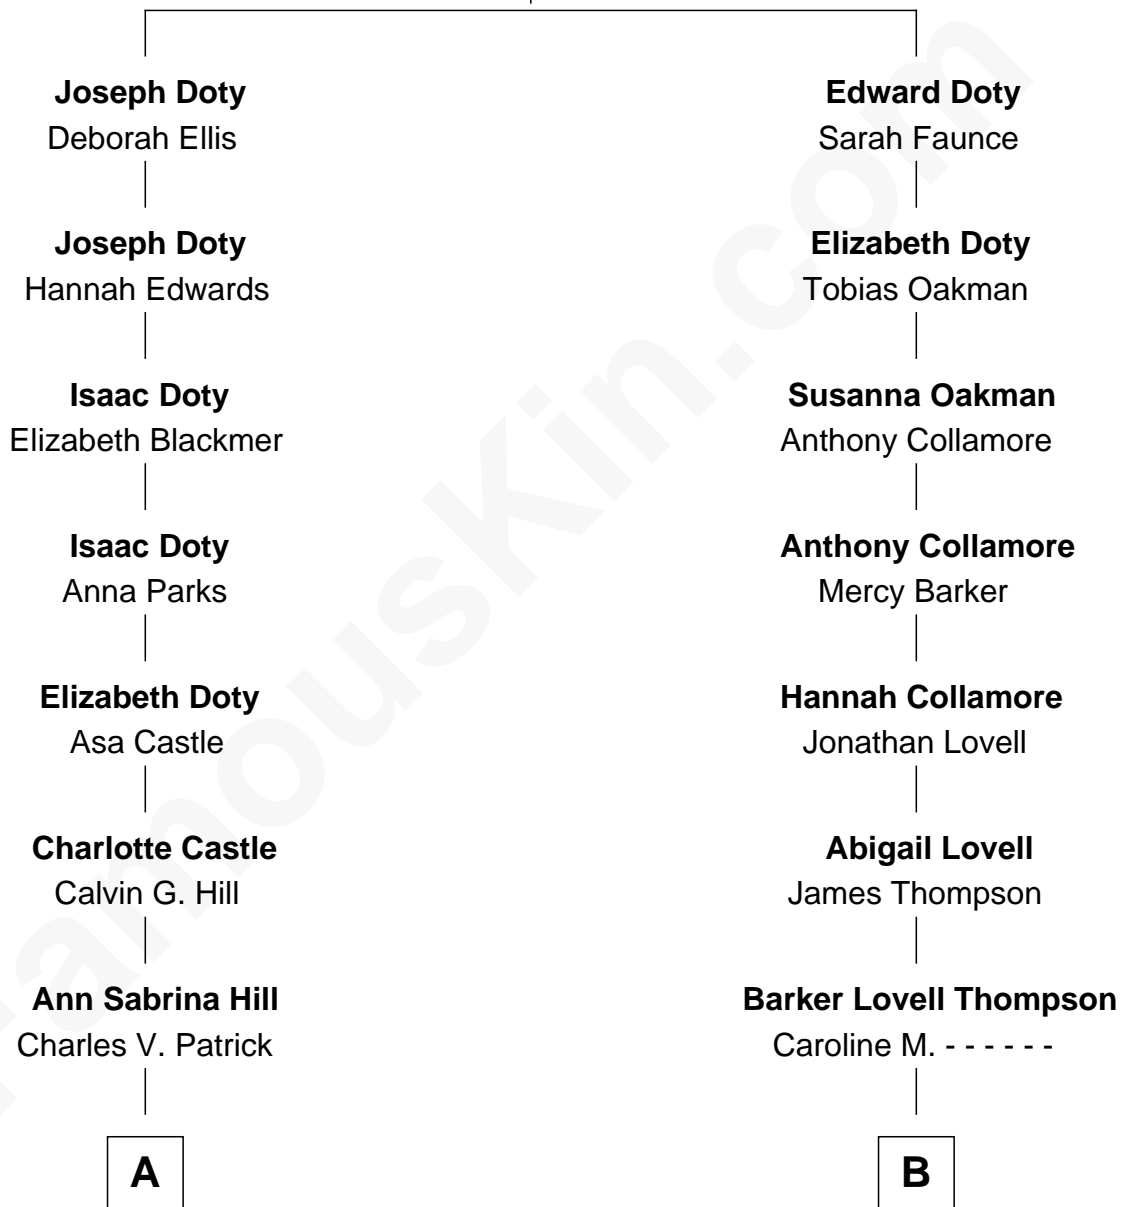 Joseph Doty
Deborah Ellis
Edward Doty
Sarah Faunce
Joseph Doty
Hannah Edwards
Elizabeth Doty
Tobias Oakman
Isaac Doty
Elizabeth Blackmer
Susanna Oakman
Anthony Collamore
Isaac Doty
Anna Parks
Anthony Collamore
Mercy Barker
Elizabeth Doty
Asa Castle
Hannah Collamore
Jonathan Lovell
Charlotte Castle
Calvin G. Hill
Abigail Lovell
James Thompson
Ann Sabrina Hill
Charles V. Patrick
Barker Lovell Thompson
Caroline M. - - - - - -
A
B
FamousKin.com